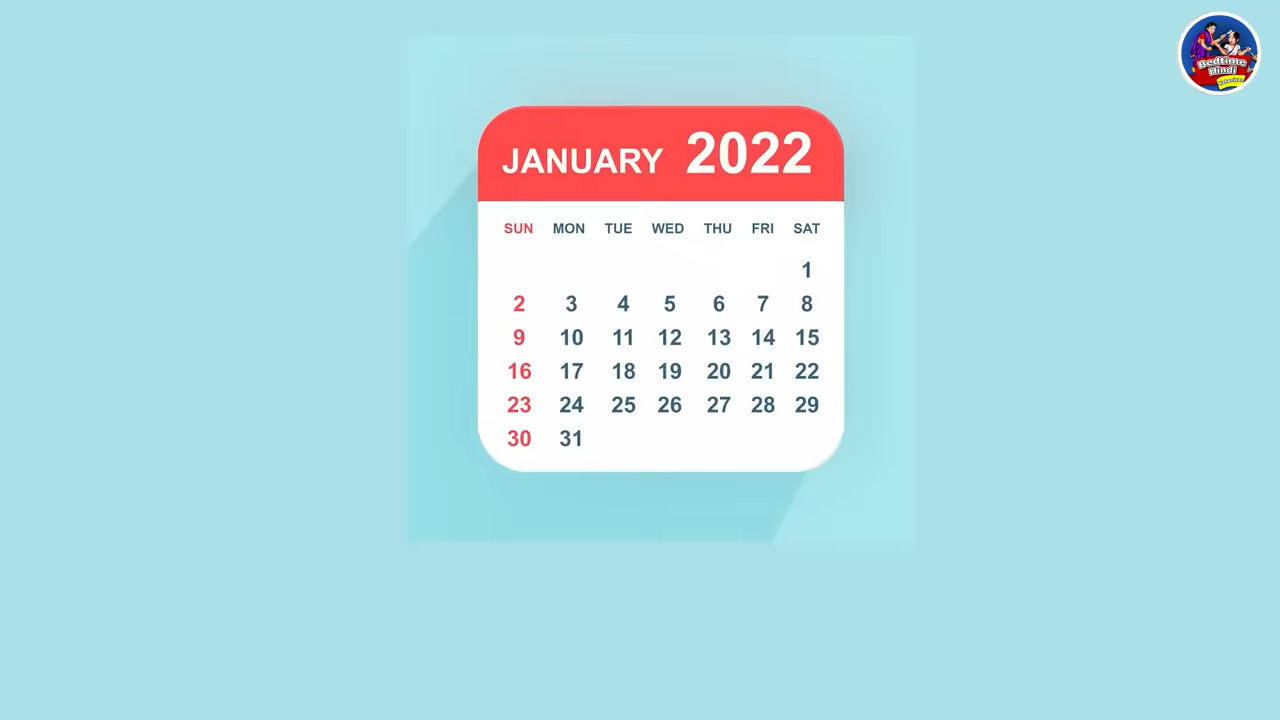 Bedtime
Hindi
JANUARY 2022
SUN MON TUE WED THU FRI SAT
1
2 3 4 5 6 7 8
9 10 11 12 13 14 15
16 17 18 19 20 21 22
23 24 25 26 27 28 29
30 31